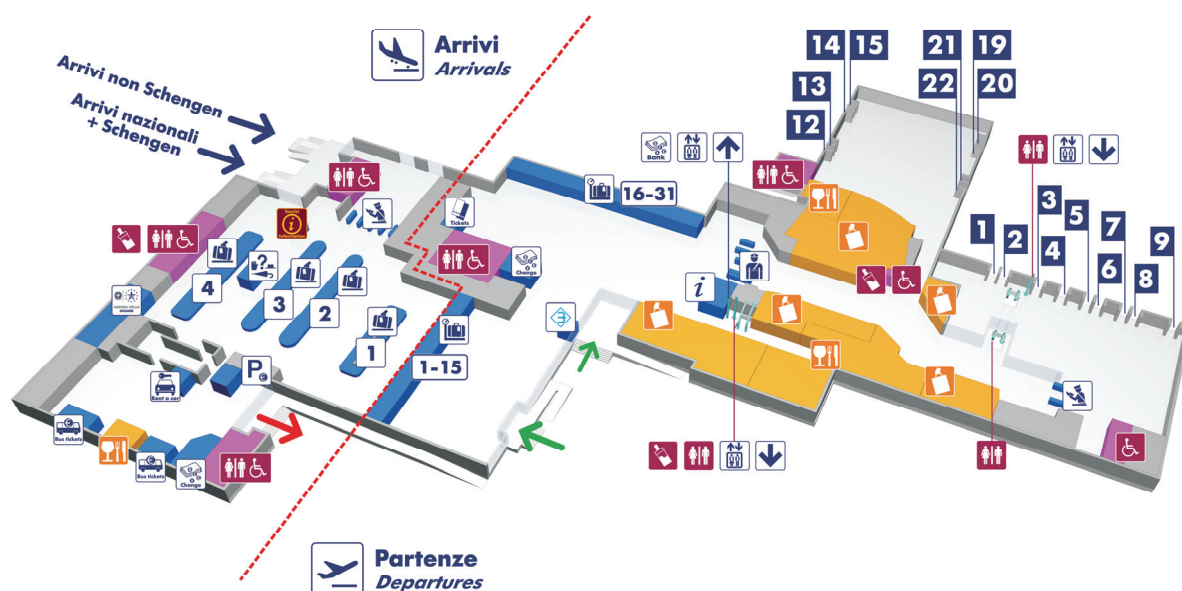 Arrivi
Arrivals
Arrivi non Schengen
Arrivi nazionali
+ Schengen
14
15
21
19
13
22
20
12
Bank
16-31
Tickets
Tourist
i
Information
Change
?
4
3
2
1
i
1
2
3
4
5
6
7
8
9
1-15
P
€
Rent a car
Bus tickets
Bus tickets
Change
Partenze
Departures